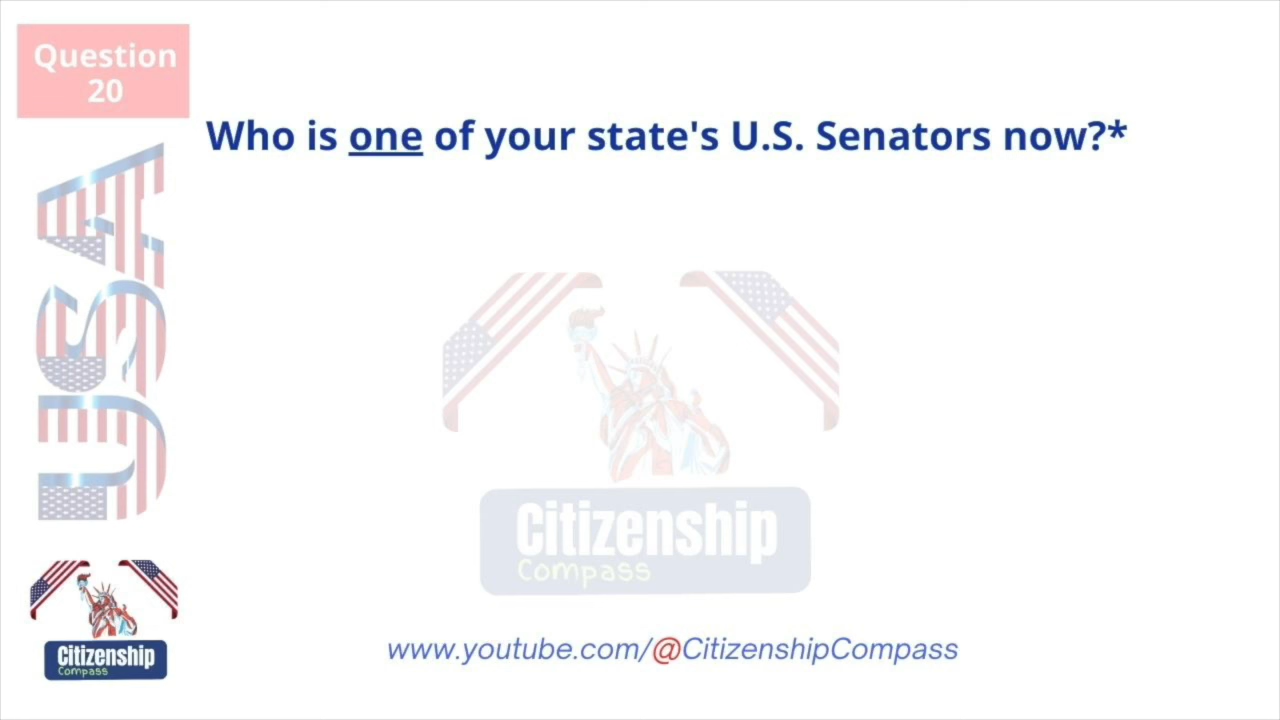 Question
20
Who is one of your state's U.S. Senators now?*
USA
Citizenship
Compass
Citizenship
Compass
www.youtube.com/@CitizenshipCompass